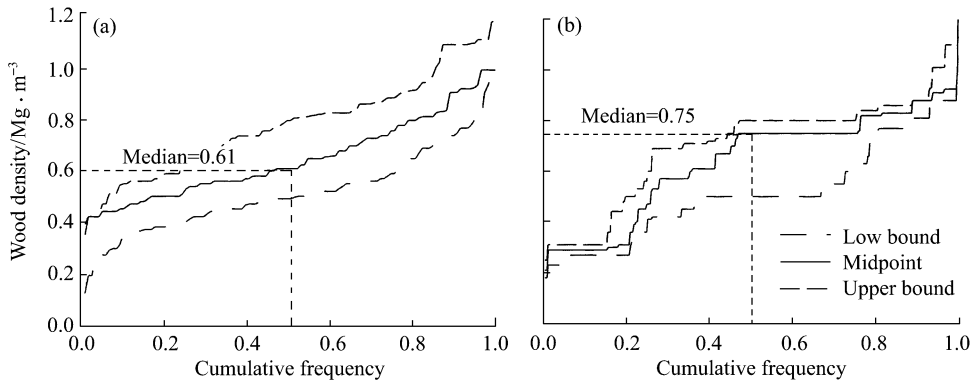 (a)
(b)
1.2
1.0
0.8
0.6
0.4
0.2
0.0
Wood density/Mg · m⁻³
Median=0.61
Median=0.75
Low bound
Midpoint
Upper bound
0.0 0.2 0.4 0.6 0.8 1.0
0.0 0.2 0.4 0.6 0.8 1.0
Cumulative frequency
Cumulative frequency